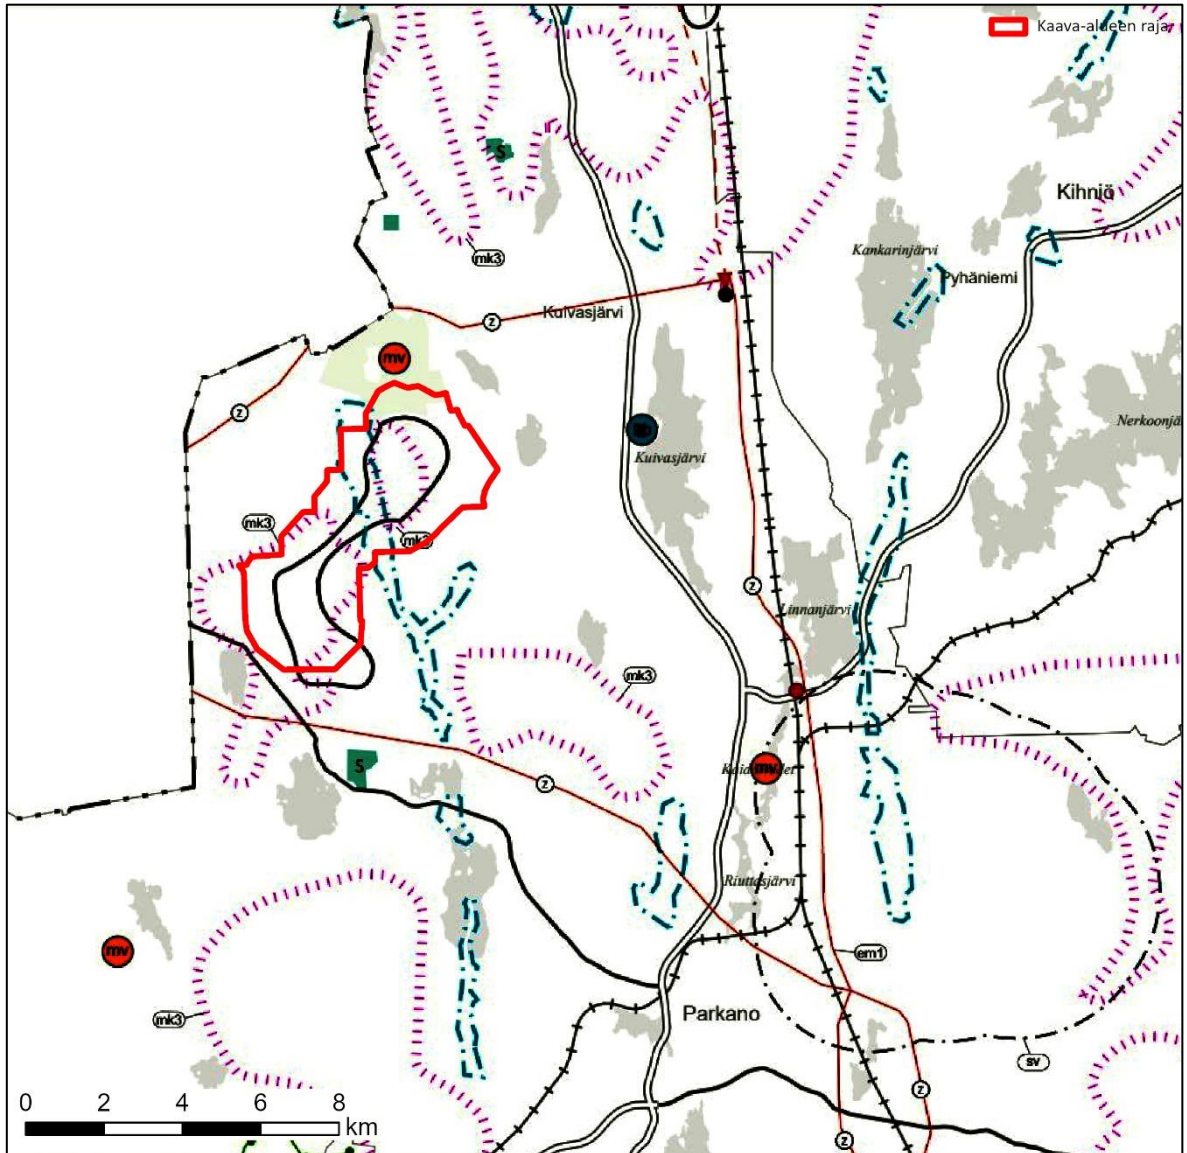 Kaava-alueen raja
S
Kihniö
mk3
Kankarinjärvi
Pyhäniemi
Kuivasjärvi
z
mv
z
Nerkoonjä
Kuivasjärvi
mk3
mk3
z
Linnanjärvi
mk3
S
mv
z
Riuttasjärvi
mv
em1
Parkano
mk3
sv
z
z
0 2 4 6 8
km